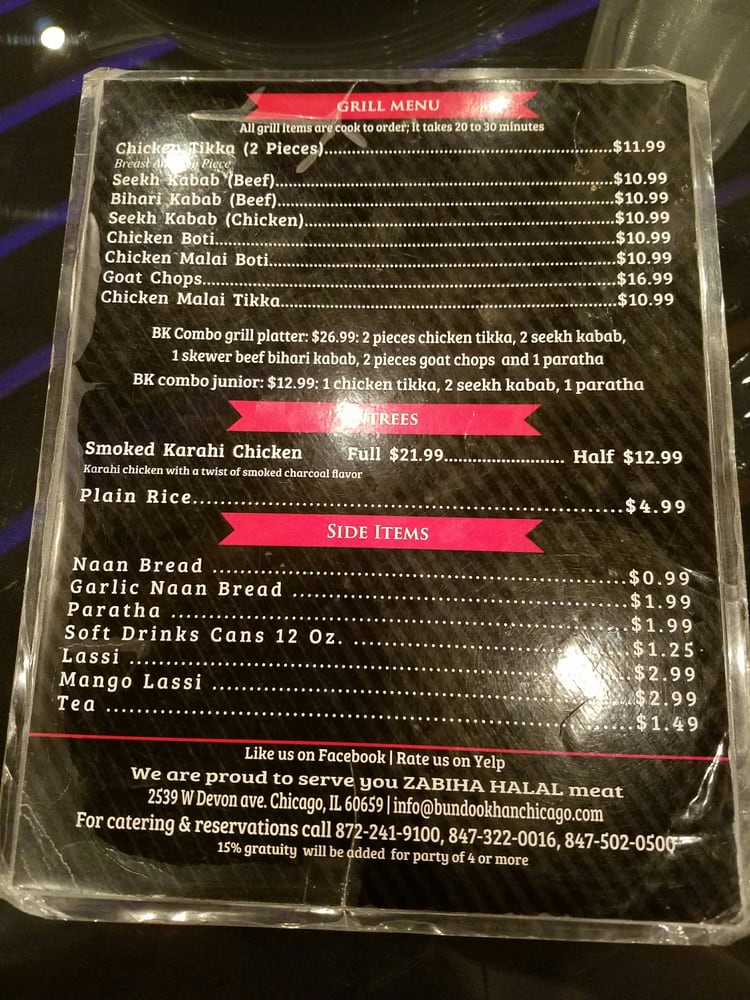 GRILL MENU
All grill items are cook to order; It takes 20 to 30 minutes
Chicken Tikka (2 Pieces)..........$11.99
Breast Piece
Seekh Kabab (Beef)..........$10.99
Bihari Kabab (Beef)..........$10.99
Seekh Kabab (Chicken)..........$10.99
Chicken Boti..........$10.99
Chicken Malai Boti..........$10.99
Goat Chops..........$16.99
Chicken Malai Tikka..........$10.99
BK Combo grill platter: $26.99: 2 pieces chicken tikka, 2 seekh kabab,
1 skewer beef bihari kabab, 2 pieces goat chops and 1 paratha
BK combo junior: $12.99: 1 chicken tikka, 2 seekh kabab, 1 paratha
ENTREES
Smoked Karahi Chicken Full $21.99.......... Half $12.99
Karahi chicken with a twist of smoked charcoal flavor
Plain Rice..........$4.99
SIDE ITEMS
Naan Bread ..........$0.99
Garlic Naan Bread ..........$1.99
Paratha ..........$1.99
Soft Drinks Cans 12 Oz. ..........$1.25
Lassi ..........$2.99
Mango Lassi ..........$2.99
Tea ..........$1.49
Like us on Facebook | Rate us on Yelp
We are proud to serve you ZABIHA HALAL meat
2539 W Devon ave. Chicago, IL 60659 | info@bundookhanchicago.com
For catering & reservations call 872-241-9100, 847-322-0016, 847-502-0500
15% gratuity will be added for party of 4 or more